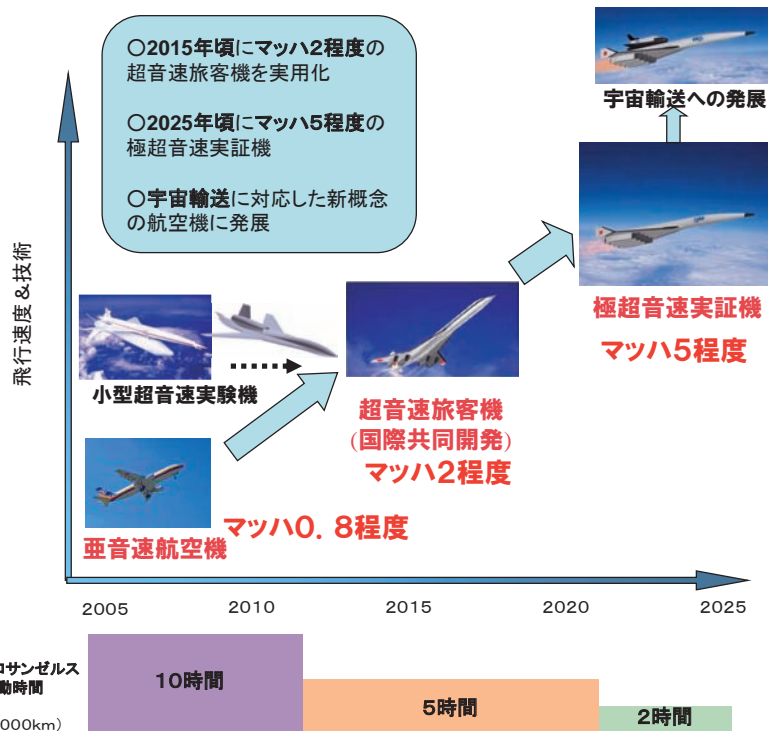 ○2015年頃にマッハ2程度の
超音速旅客機を実用化
○2025年頃にマッハ5程度の
極超音速実証機
○宇宙輸送に対応した新概念
の航空機に発展
宇宙輸送への発展
飛行速度&技術
小型超音速実験機
極超音速実証機
マッハ5程度
超音速旅客機
(国際共同開発)
マッハ2程度
マッハ0.8程度
亜音速航空機
2005
2010
2015
2020
2025
ロサンゼルス
動時間
000km)
10時間
5時間
2時間